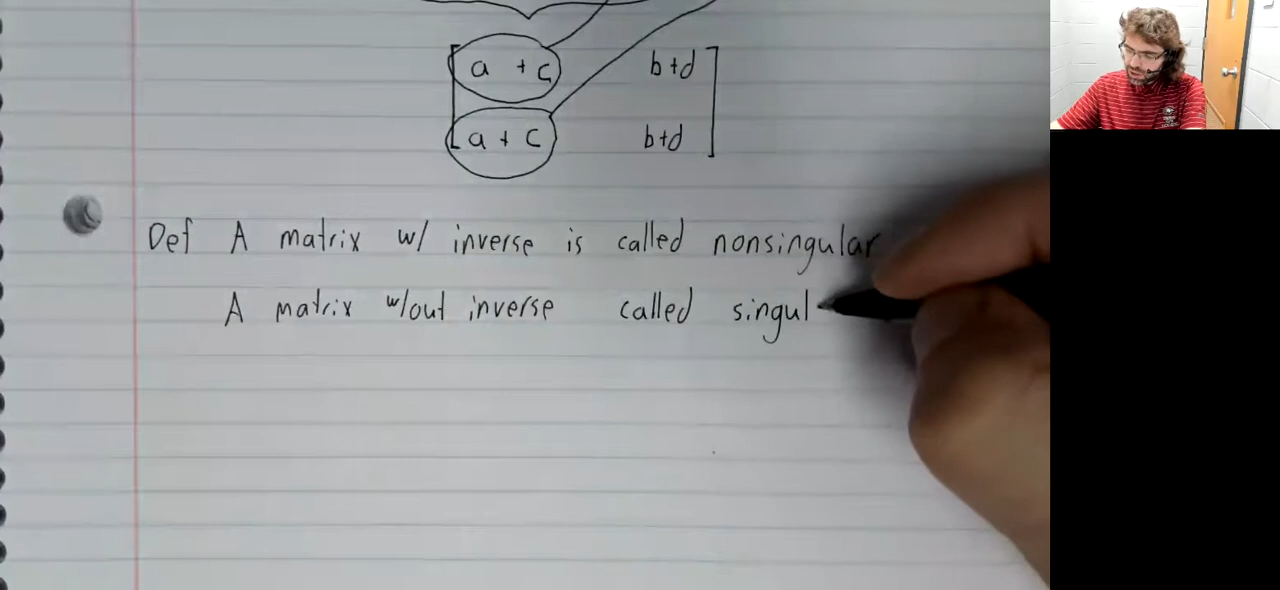 a + c b+d
a + c b+d
Def A matrix w/ inverse is called nonsingular
A matrix w/out inverse called singul